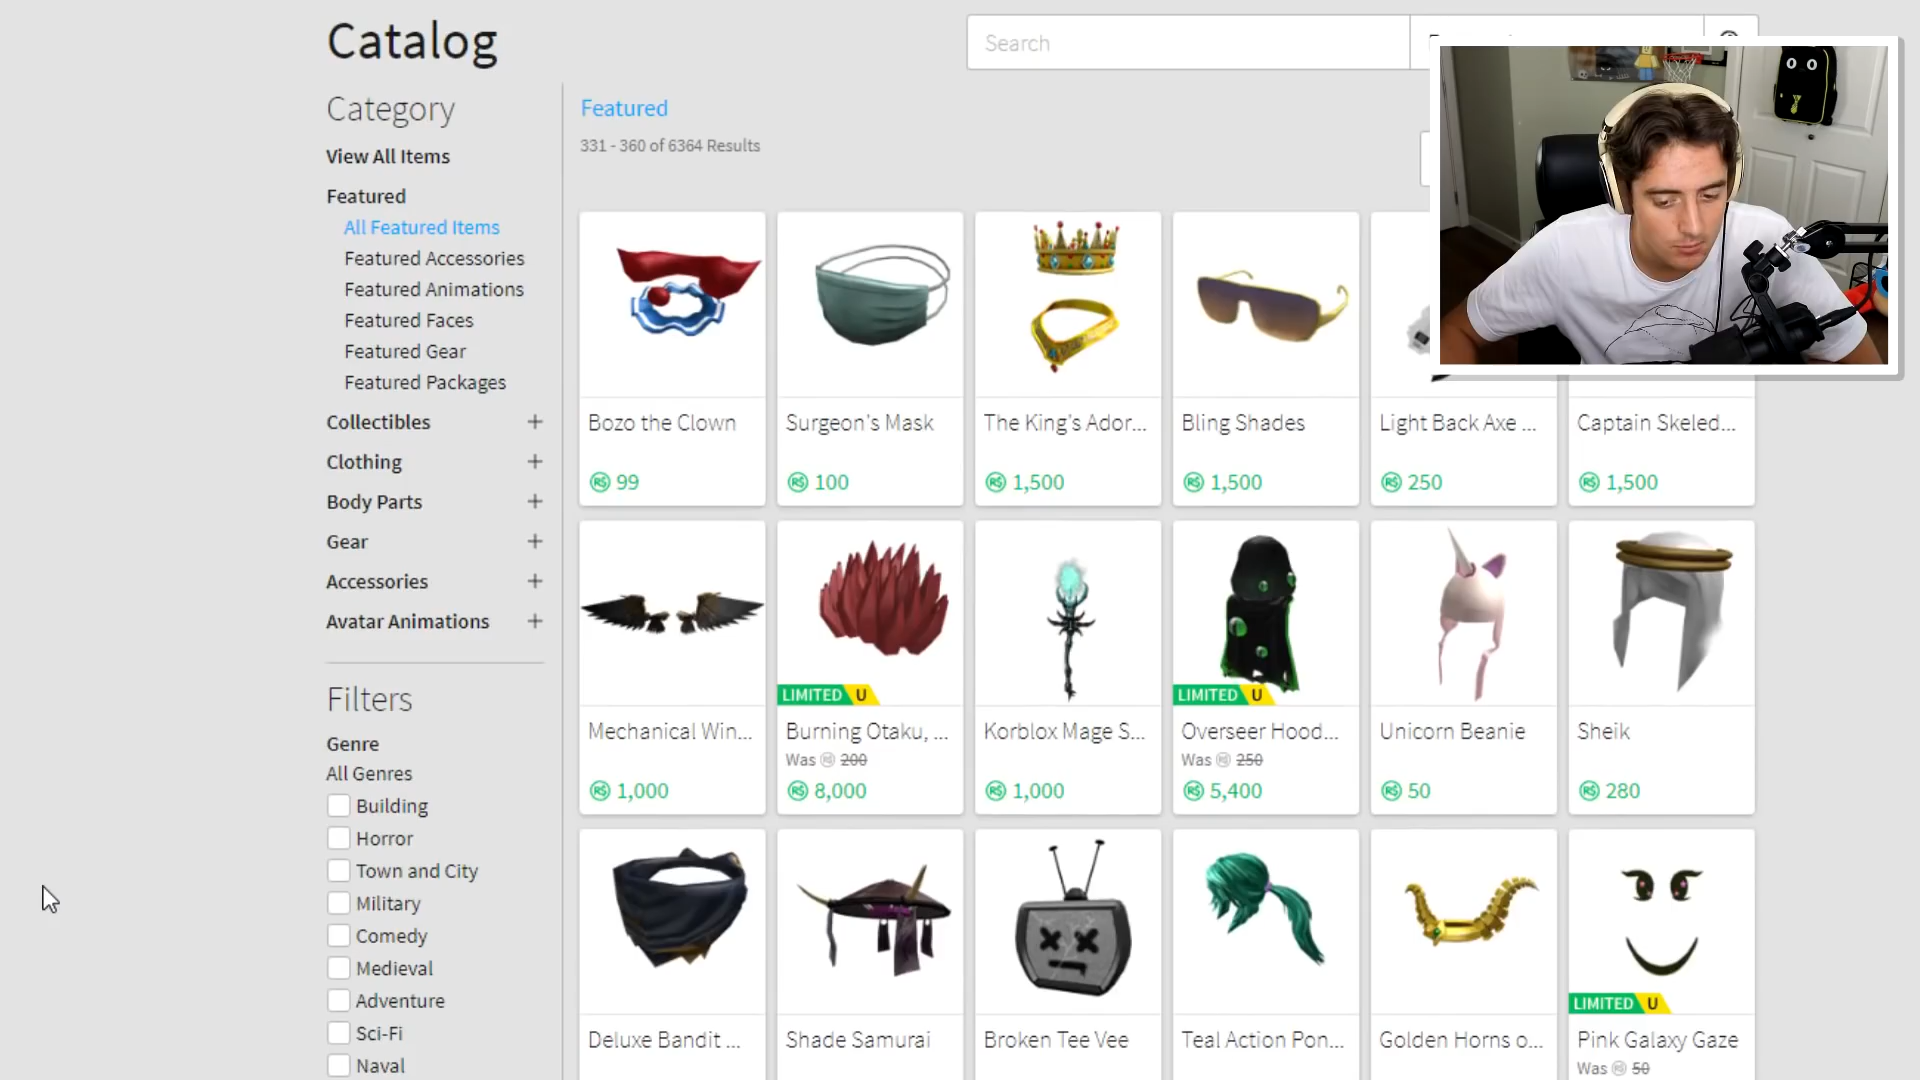 Catalog
Search
Category
View All Items
Featured
All Featured Items
Featured Accessories
Featured Animations
Featured Faces
Featured Gear
Featured Packages
Collectibles +
Clothing +
Body Parts +
Gear +
Accessories +
Avatar Animations +
Filters
Genre
All Genres
Building
Horror
Town and City
Military
Comedy
Medieval
Adventure
Sci-Fi
Naval
Featured
331 - 360 of 6364 Results
Bozo the Clown
R$ 99
Surgeon's Mask
R$ 100
The King's Ador...
R$ 1,500
Bling Shades
R$ 1,500
Light Back Axe ...
R$ 250
Captain Skeled...
R$ 1,500
Mechanical Win...
R$ 1,000
LIMITED U
Burning Otaku, ...
Was R$ 200
R$ 8,000
Korblox Mage S...
R$ 1,000
LIMITED U
Overseer Hood...
Was R$ 250
R$ 5,400
Unicorn Beanie
R$ 50
Sheik
R$ 280
Deluxe Bandit ...
Shade Samurai
Broken Tee Vee
Teal Action Pon...
Golden Horns o...
LIMITED U
Pink Galaxy Gaze
Was R$ 50